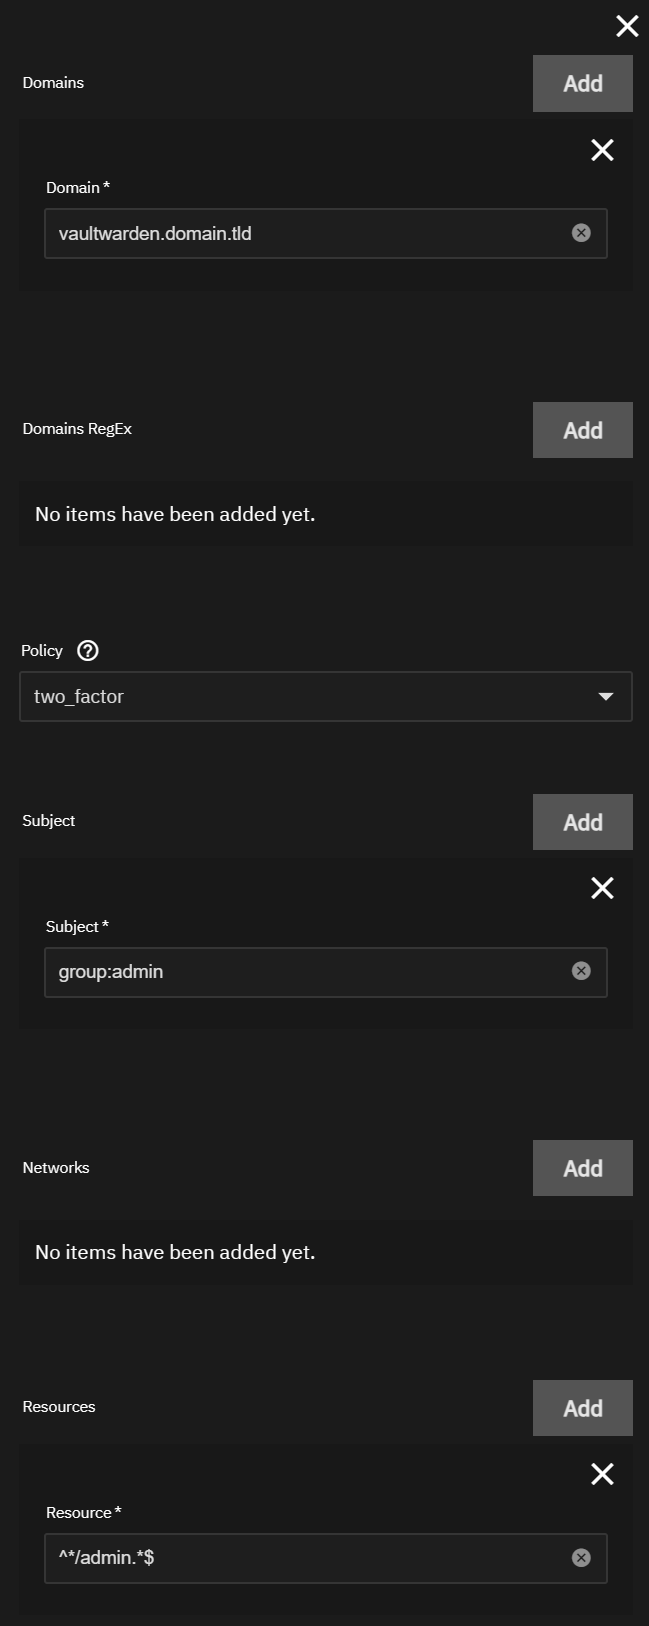 Domains
Add
Domain *
vaultwarden.domain.tld
Domains RegEx
Add
No items have been added yet.
Policy
two_factor
Subject
Add
Subject *
group:admin
Networks
Add
No items have been added yet.
Resources
Add
Resource *
^*/admin.*$